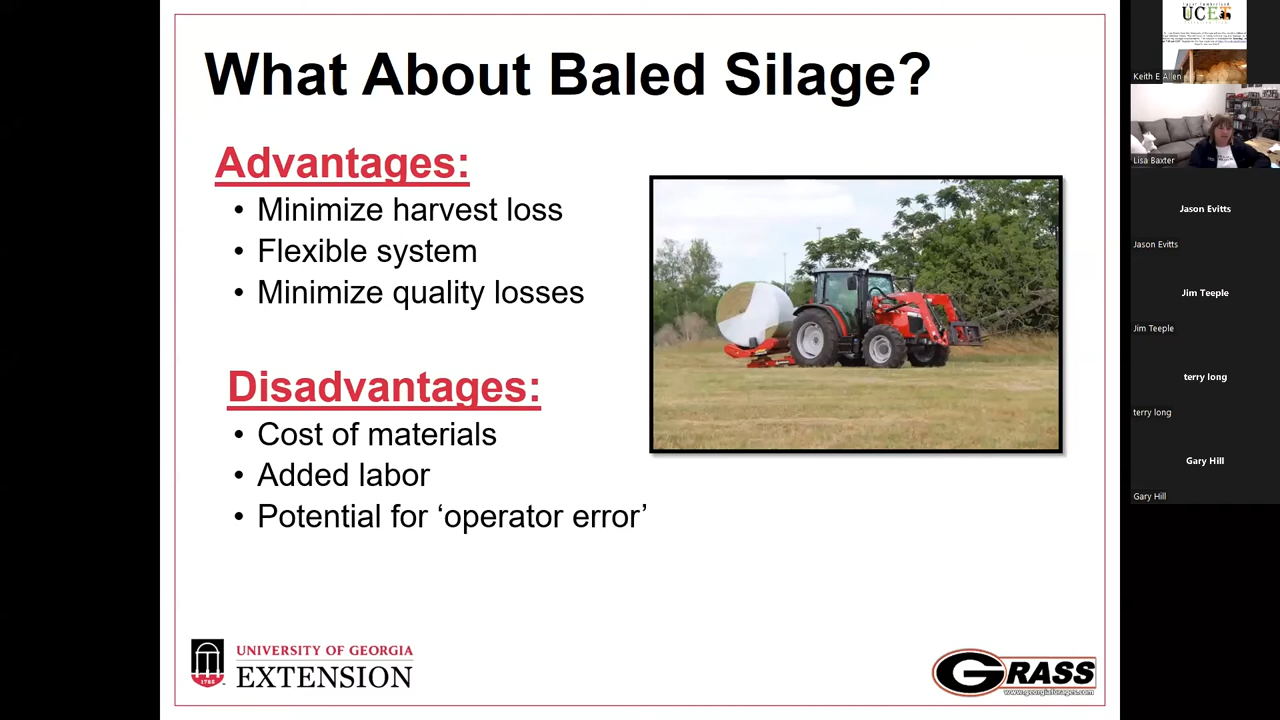 What About Baled Silage?
Advantages:
• Minimize harvest loss
• Flexible system
• Minimize quality losses
Disadvantages:
• Cost of materials
• Added labor
• Potential for ‘operator error’
1785
UNIVERSITY OF GEORGIA
EXTENSION
GRASS
www.georgiaforages.com
UCET
Keith E Allen
Lisa Baxter
Jason Evitts
Jason Evitts
Jim Teeple
Jim Teeple
terry long
terry long
Gary Hill
Gary Hill